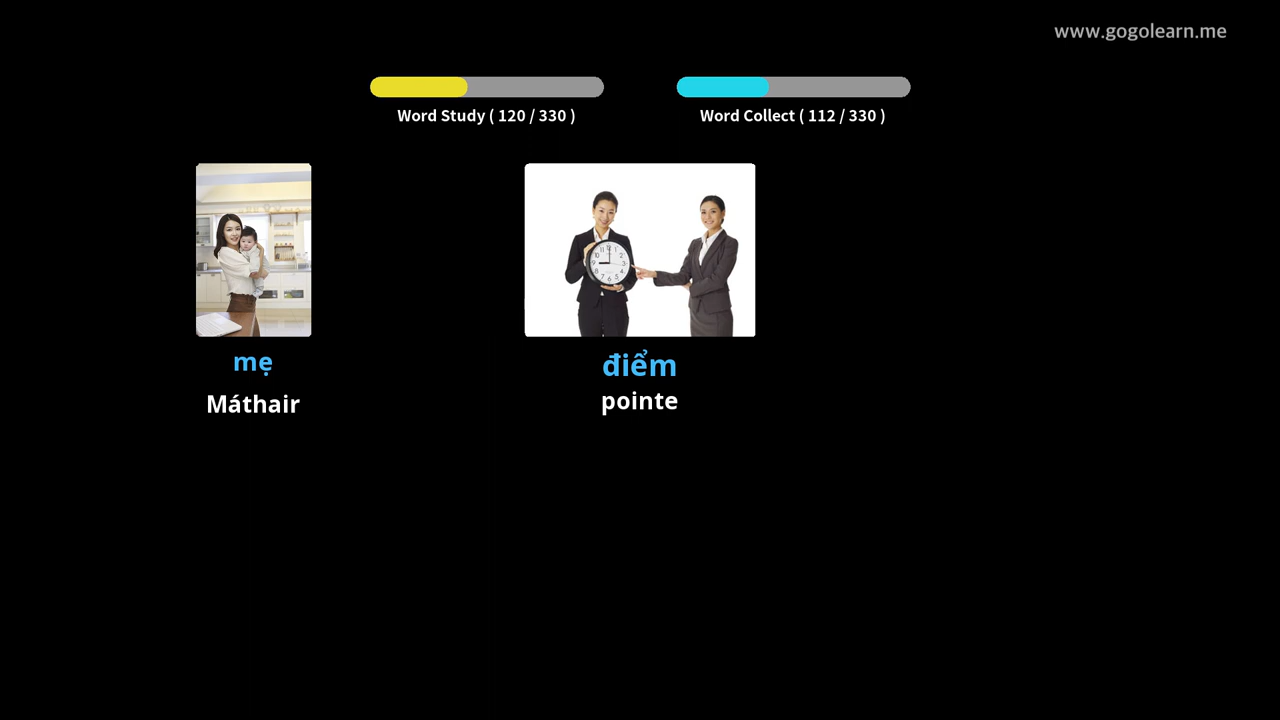 www.gogolearn.me
Word Study ( 120 / 330 )
Word Collect ( 112 / 330 )
mẹ
Máthair
điểm
pointe